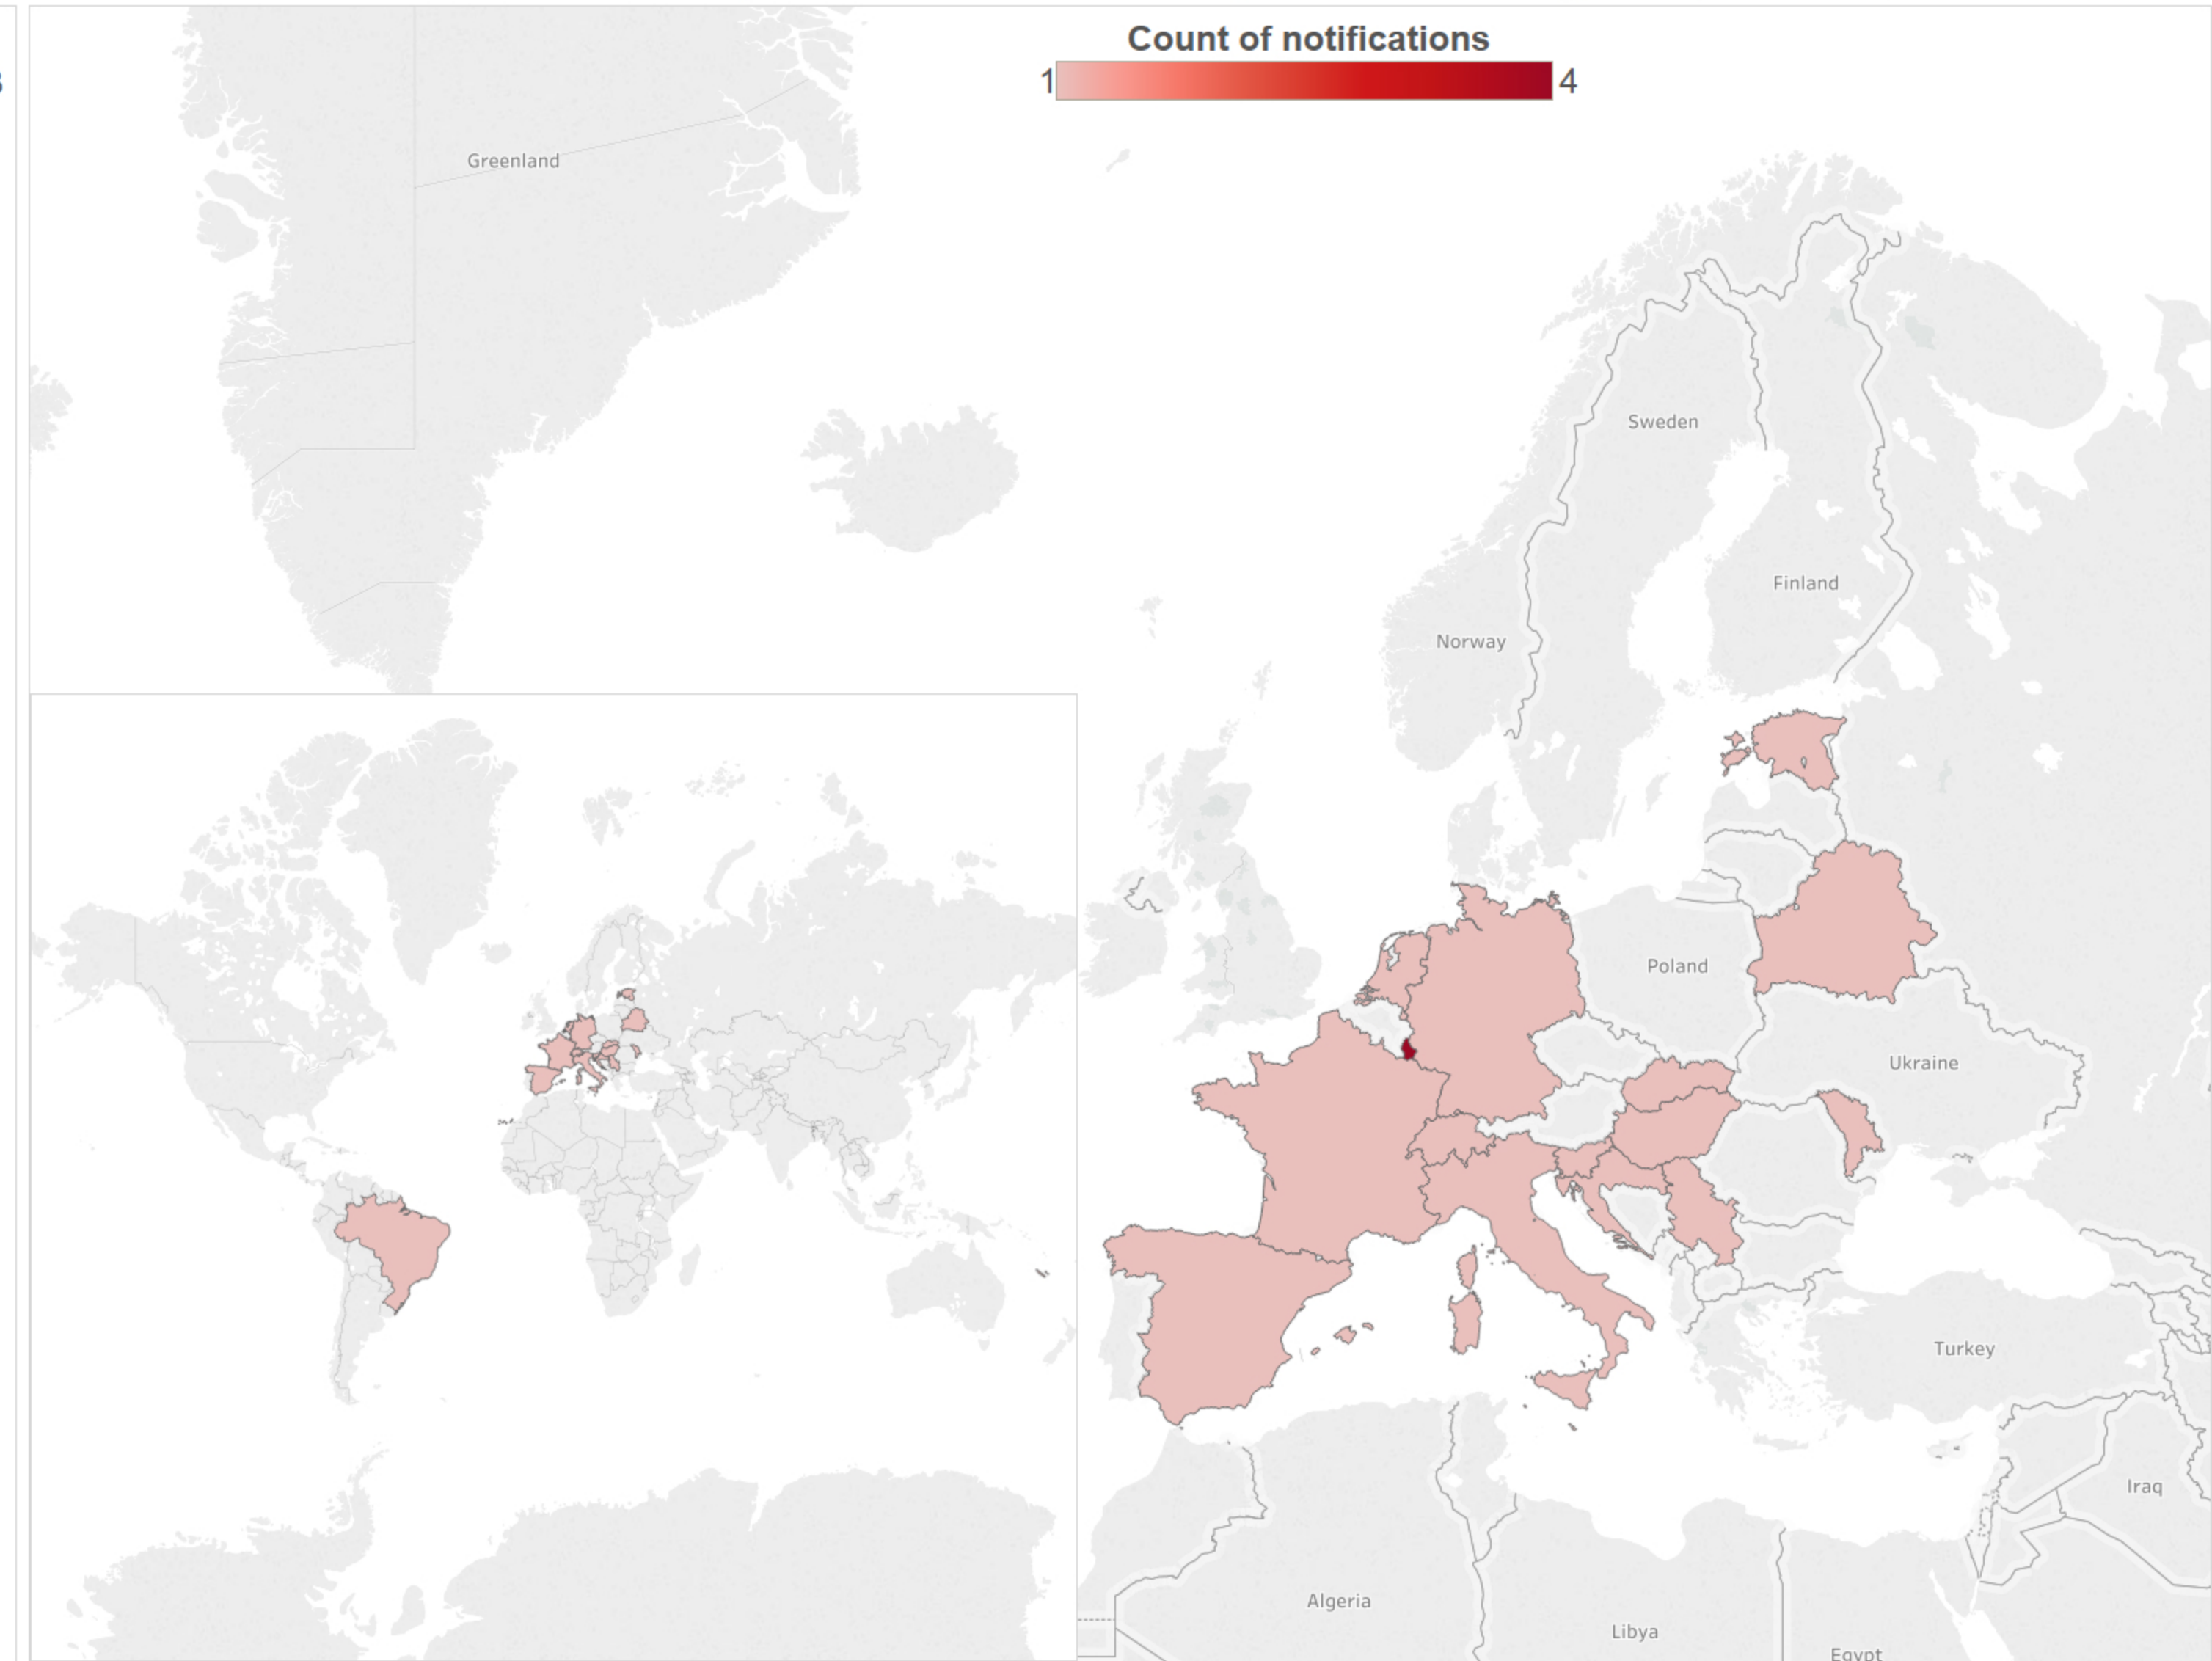 Count of notifications
1 4
Greenland
Sweden
Finland
Norway
Poland
Ukraine
Turkey
Iraq
Algeria
Libya
Egypt